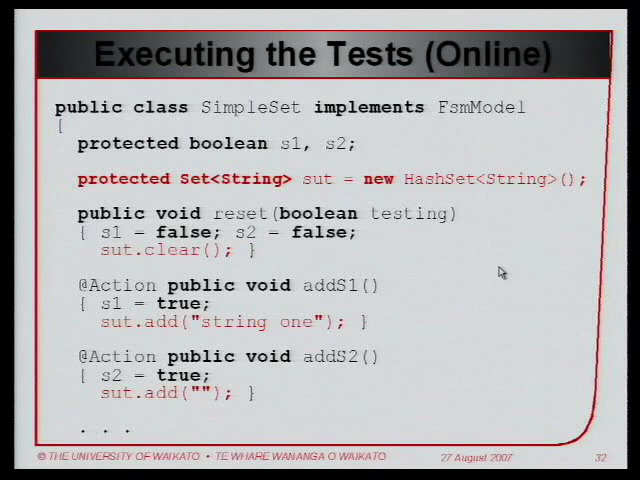 Executing the Tests (Online)
public class SimpleSet implements FsmModel
{
protected boolean s1, s2;
protected Set<String> sut = new HashSet<String>();
public void reset(boolean testing)
{ s1 = false; s2 = false;
sut.clear(); }
@Action public void addS1()
{ s1 = true;
sut.add("string one"); }
@Action public void addS2()
{ s2 = true;
sut.add(""); }
. . .
© THE UNIVERSITY OF WAIKATO • TE WHARE WANANGA O WAIKATO 27 August 2007 32